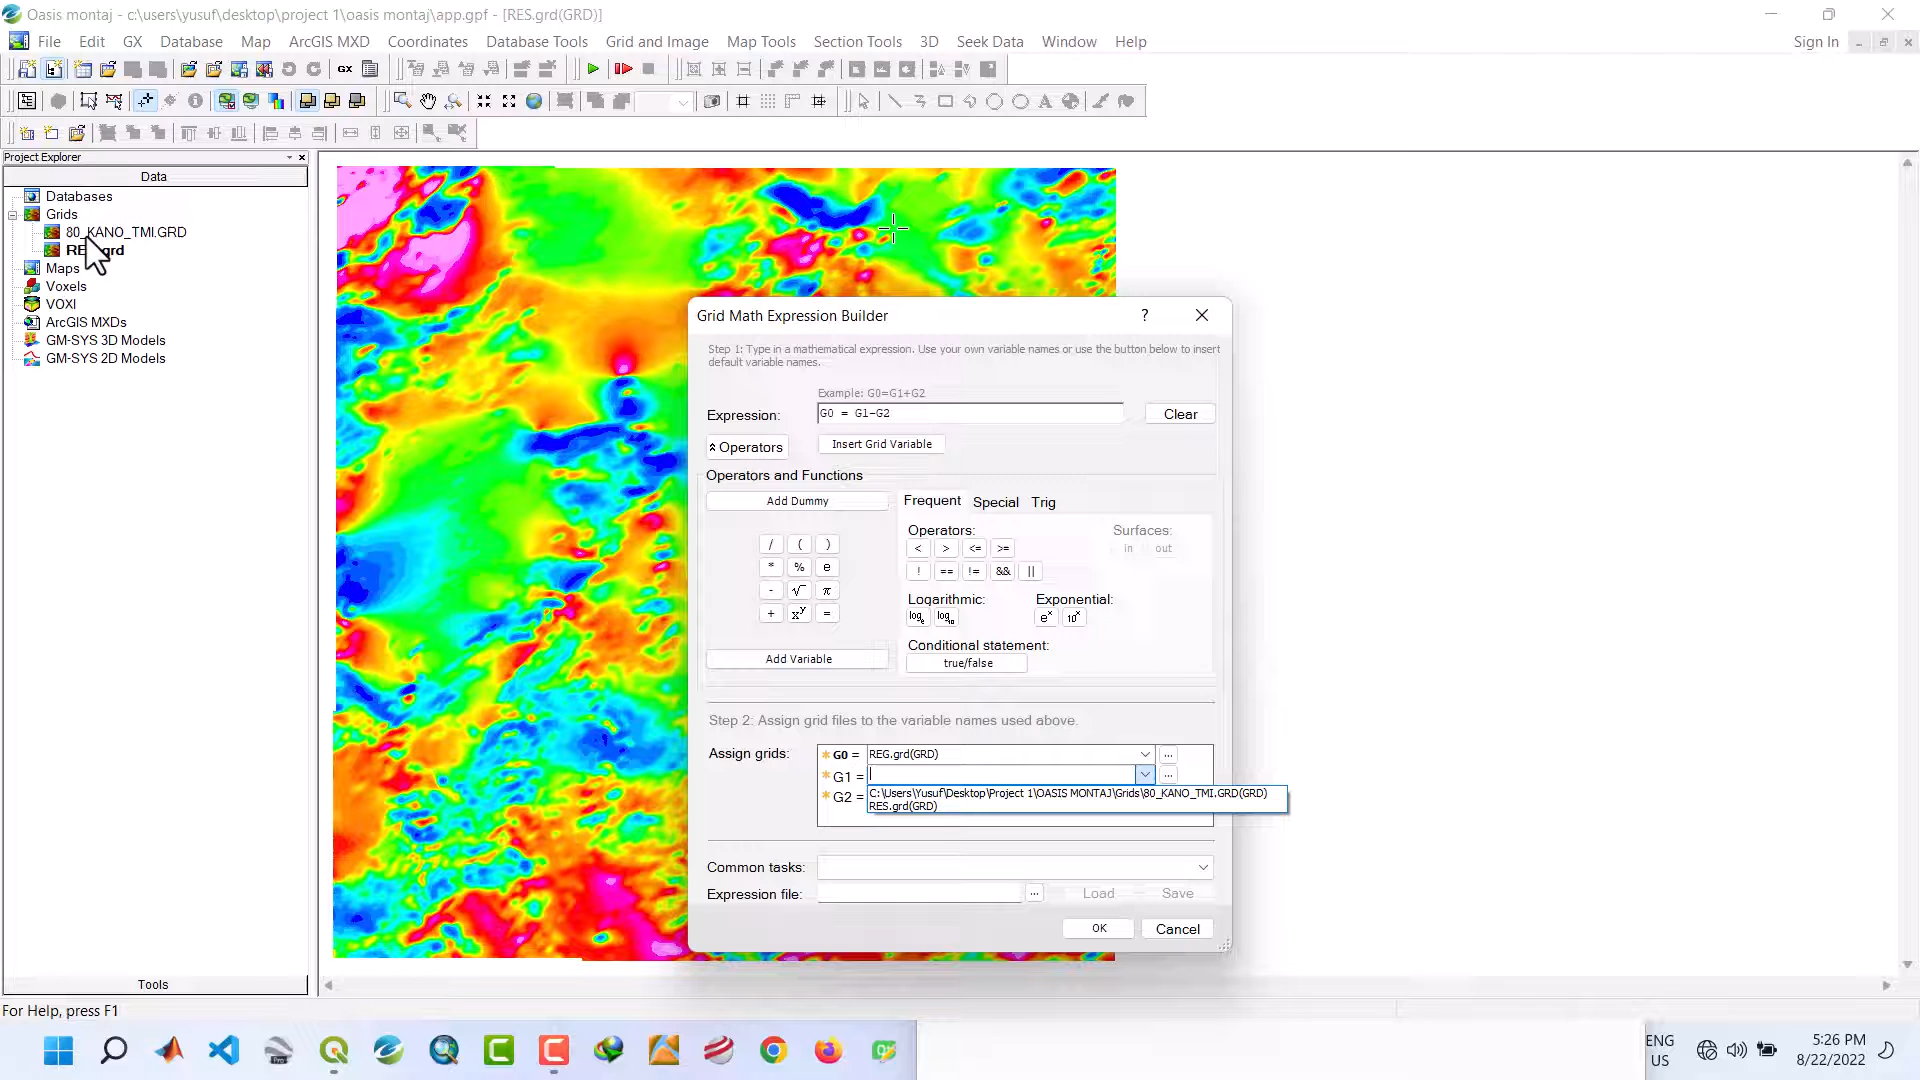 Oasis montaj - c:\users\yusuf\desktop\project 1\oasis montaj\app.gpf - [RES.grd(GRD)]
File Edit GX Database Map ArcGIS MXD Coordinates Database Tools Grid and Image Map Tools Section Tools 3D Seek Data Window Help Sign In
GX
Project Explorer
Data
Databases
Grids
80_KANO_TMI.GRD
Maps
Voxels
VOXI
ArcGIS MXDs
GM-SYS 3D Models
GM-SYS 2D Models
Tools
Grid Math Expression Builder ?
Step 1: Type in a mathematical expression. Use your own variable names or use the button below to insert
default variable names.
Example: G0=G1+G2
Expression: G0 = G1-G2 Clear
Operators Insert Grid Variable
Operators and Functions
Add Dummy Frequent Special Trig
Operators: Surfaces:
/ ( ) < > <= >= in out
* % e ! == != && ||
- √ π Logarithmic: Exponential:
+ x^y = log_e log_10 e^x 10^x
Conditional statement:
Add Variable true/false
Step 2: Assign grid files to the variable names used above.
Assign grids: * G0 = REG.grd(GRD) ...
* G1 = ...
* G2 = C:\Users\Yusuf\Desktop\Project 1\OASIS MONTAJ\Grids\80_KANO_TMI.GRD(GRD)
RES.grd(GRD)
Common tasks:
Expression file: ... Load Save
OK Cancel
For Help, press F1
ENG
US
5:26 PM
8/22/2022